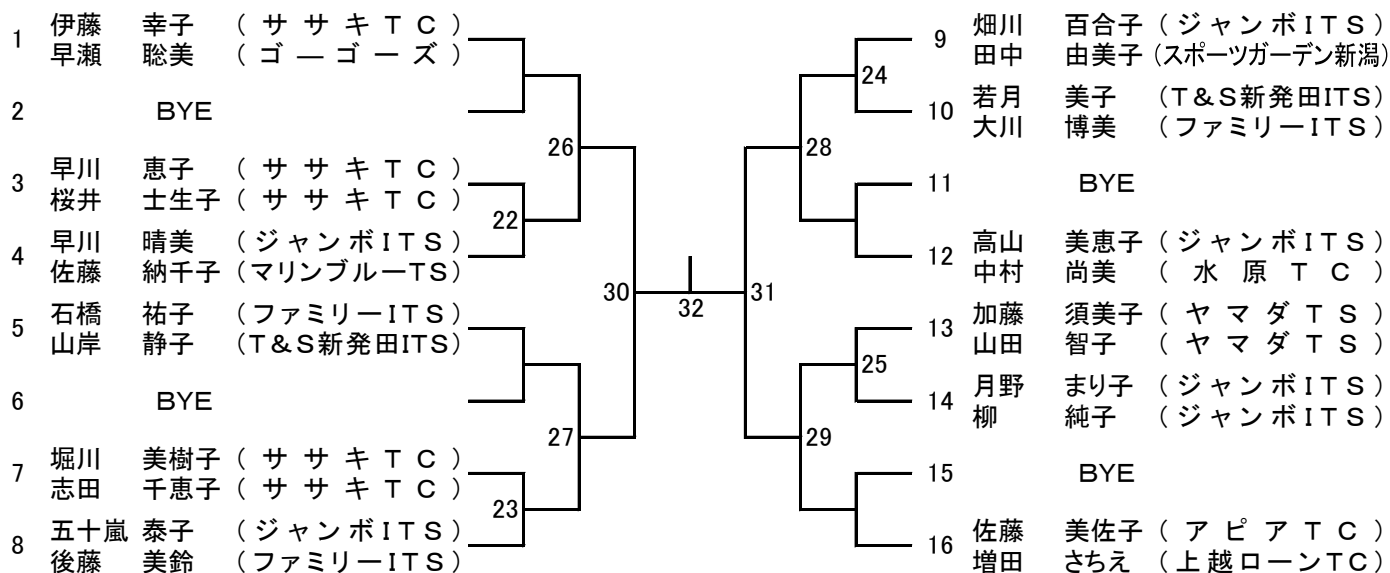 1 伊藤 幸子 (ササキTC)
早瀬 聡美 (ゴーゴーズ)
2 BYE
3 早川 恵子 (ササキTC)
桜井 士生子 (ササキTC)
4 早川 晴美 (ジャンボITS)
佐藤 納千子 (マリンブルーTS)
5 石橋 祐子 (ファミリーITS)
山岸 静子 (T&S新発田ITS)
6 BYE
7 堀川 美樹子 (ササキTC)
志田 千恵子 (ササキTC)
8 五十嵐 泰子 (ジャンボITS)
後藤 美鈴 (ファミリーITS)
22
23
26
27
30
32
31
28
29
24
25
9 畑川 百合子 (ジャンボITS)
田中 由美子 (スポーツガーデン新潟)
10 若月 美子 (T&S新発田ITS)
大川 博美 (ファミリーITS)
11 BYE
12 高山 美恵子 (ジャンボITS)
中村 尚美 (水原TC)
13 加藤 須美子 (ヤマダTS)
山田 智子 (ヤマダTS)
14 月野 まり子 (ジャンボITS)
柳 純子 (ジャンボITS)
15 BYE
16 佐藤 美佐子 (アピアTC)
増田 さちえ (上越ローンTC)